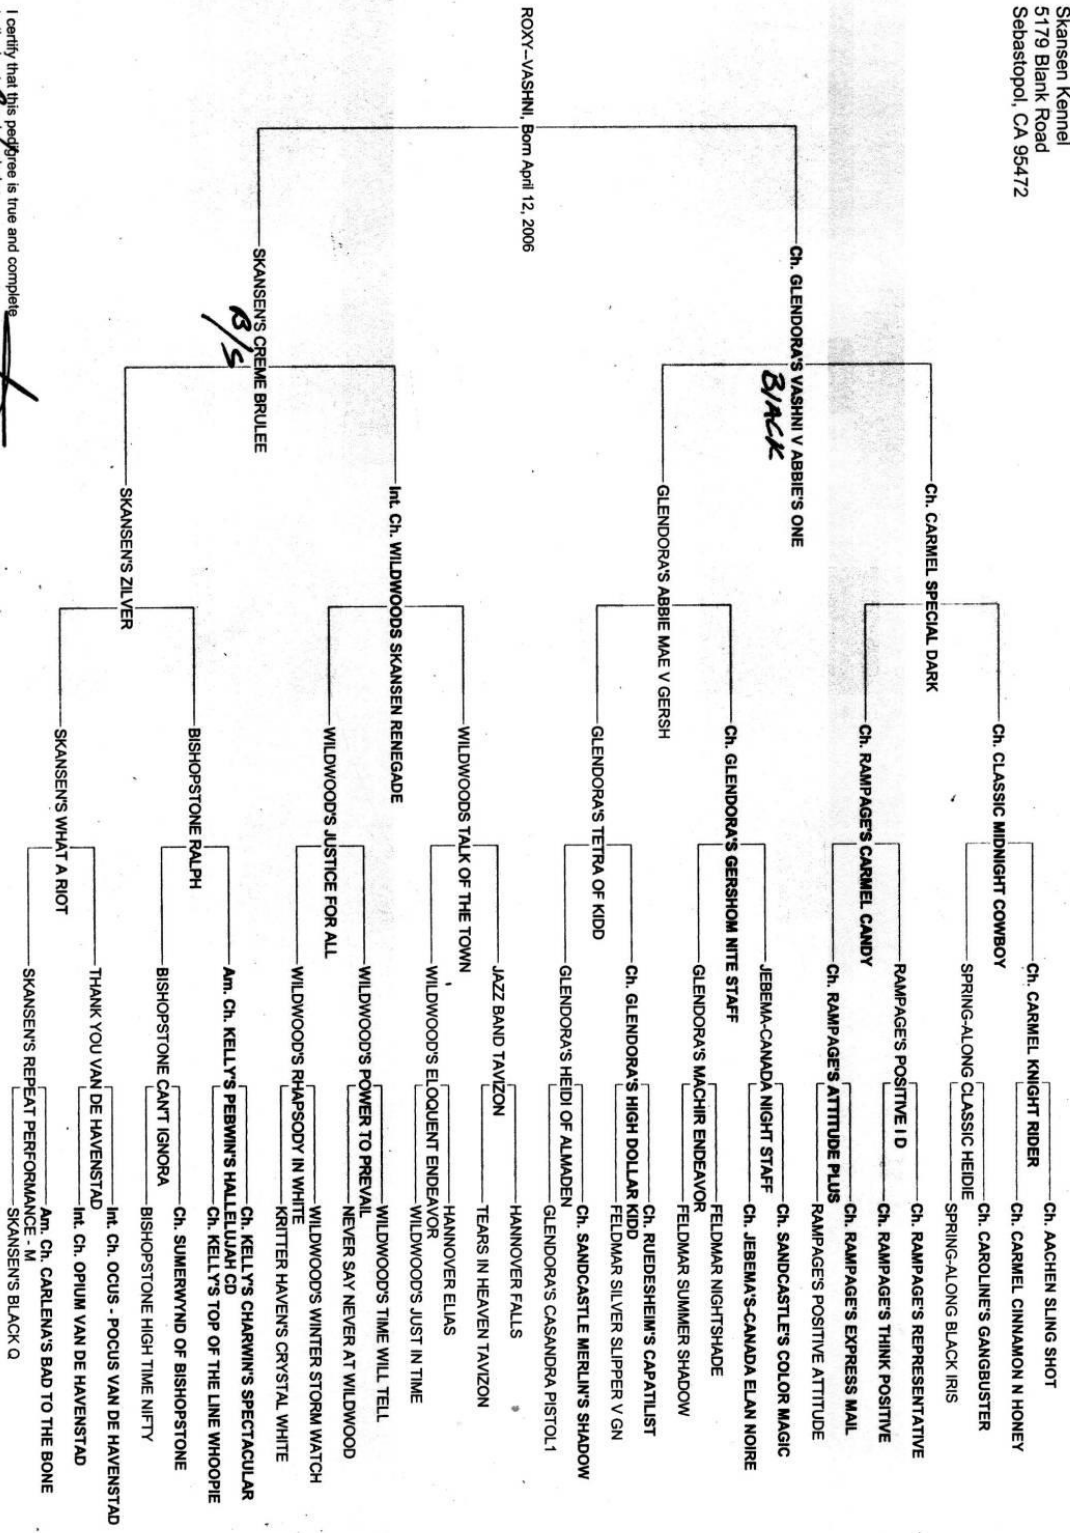 Skansen Kennel
5179 Blank Road
Sebastopol, CA 95472
ROXY--VASHNI, Born April 12, 2006
Ch. GLENDORA'S VASHNI V ABBIE'S ONE
BLACK
SKANSEN'S CREME BRULEE
B/S
Ch. CARMEL SPECIAL DARK
GLENDORA'S ABBIE MAE V GERSH
Int. Ch. WILDWOODS SKANSEN RENEGADE
SKANSEN'S ZILVER
Ch. CLASSIC MIDNIGHT COWBOY
Ch. RAMPAGE'S CARMEL CANDY
Ch. GLENDORA'S GERSHOM NITE STAFF
GLENDORA'S TETRA OF KIDD
WILDWOODS TALK OF THE TOWN
WILDWOOD'S JUSTICE FOR ALL
BISHOPSTONE RALPH
SKANSEN'S WHAT A RIOT
Ch. CARMEL KNIGHT RIDER
SPRING-ALONG CLASSIC HEIDIE
RAMPAGE'S POSITIVE I D
Ch. RAMPAGE'S ATTITUDE PLUS
JEBEMA-CANADA NIGHT STAFF
GLENDORA'S MACHIR ENDEAVOR
Ch. GLENDORA'S HIGH DOLLAR KIDD
GLENDORA'S HEIDI OF ALMADEN
JAZZ BAND TAVIZON
WILDWOOD'S ELOQUENT ENDEAVOR
WILDWOOD'S POWER TO PREVAIL
WILDWOOD'S RHAPSODY IN WHITE
Am. Ch. KELLY'S PEBWIN'S HALLELUJAH CD
BISHOPSTONE CAN'T IGNORA
THANK YOU VAN DE HAVENSTAD
SKANSEN'S REPEAT PERFORMANCE - M
Ch. AACHEN SLING SHOT
Ch. CARMEL CINNAMON N HONEY
Ch. CAROLINE'S GANGBUSTER
SPRING-ALONG BLACK IRIS
Ch. RAMPAGE'S REPRESENTATIVE
Ch. RAMPAGE'S THINK POSITIVE
Ch. RAMPAGE'S EXPRESS MAIL
RAMPAGE'S POSITIVE ATTITUDE
Ch. SANDCASTLE'S COLOR MAGIC
Ch. JEBEMA'S-CANADA ELAN NOIRE
FELDMAR NIGHTSHADE
FELDMAR SUMMER SHADOW
Ch. RUEDESHEIM'S CAPATILIST
FELDMAR SILVER SLIPPER V GN
Ch. SANDCASTLE MERLIN'S SHADOW
GLENDORA'S CASANDRA PISTOL1
HANNOVER FALLS
TEARS IN HEAVEN TAVIZON
HANNOVER ELIAS
WILDWOOD'S JUST IN TIME
WILDWOOD'S TIME WILL TELL
NEVER SAY NEVER AT WILDWOOD
WILDWOOD'S WINTER STORM WATCH
KRITTER HAVEN'S CRYSTAL WHITE
Ch. KELLY'S CHARWIN'S SPECTACULAR
Ch. KELLY'S TOP OF THE LINE WHOOPIE
Ch. SUMERWYND OF BISHOPSTONE
BISHOPSTONE HIGH TIME NIFTY
Int. Ch. OCUS - POCUS VAN DE HAVENSTAD
Int. Ch. OPIUM VAN DE HAVENSTAD
Am. Ch. CARLENA'S BAD TO THE BONE
SKANSEN'S BLACK Q
I certify that this pedigree is true and complete